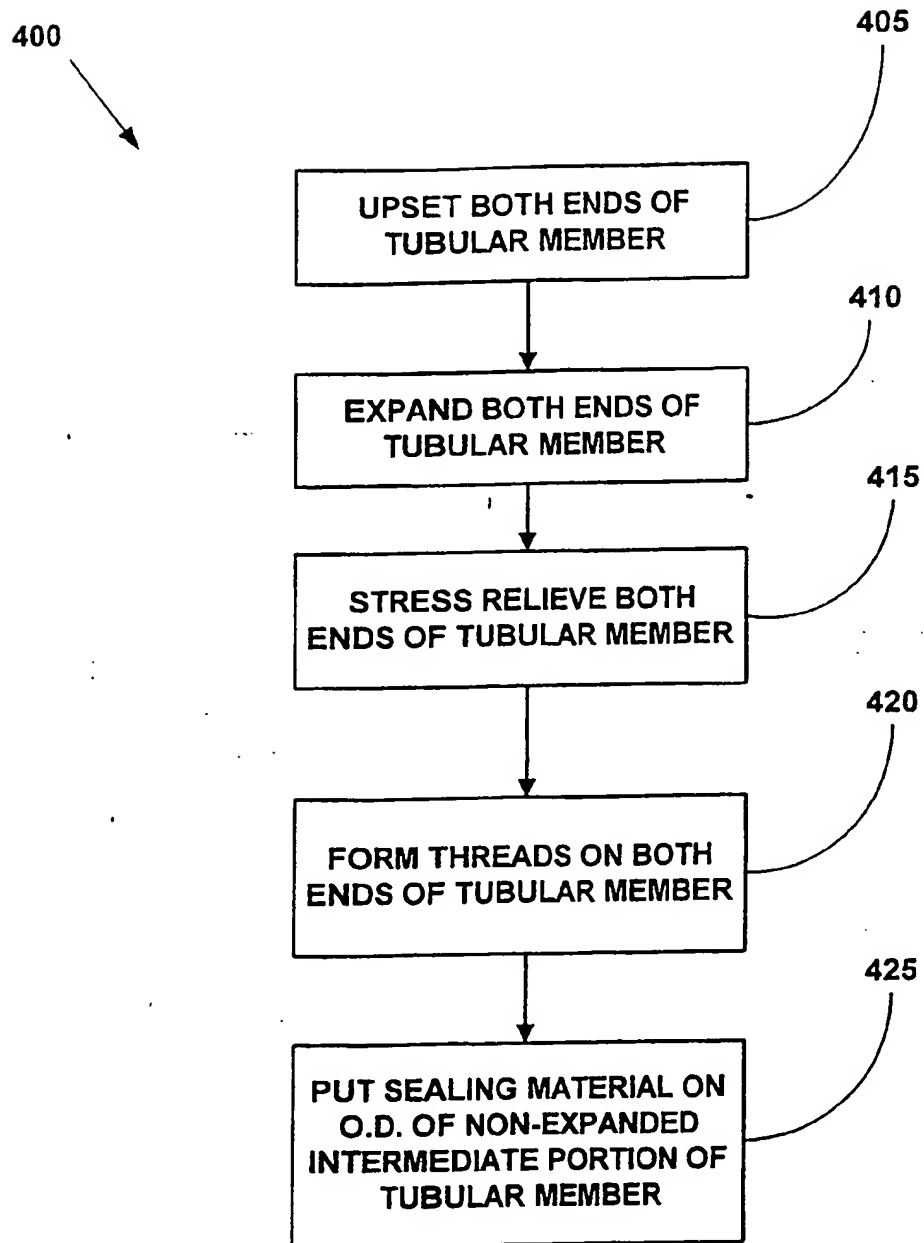 400
405
UPSET BOTH ENDS OF
TUBULAR MEMBER
410
EXPAND BOTH ENDS OF
TUBULAR MEMBER
415
STRESS RELIEVE BOTH
ENDS OF TUBULAR MEMBER
420
FORM THREADS ON BOTH
ENDS OF TUBULAR MEMBER
425
PUT SEALING MATERIAL ON
O.D. OF NON-EXPANDED
INTERMEDIATE PORTION OF
TUBULAR MEMBER